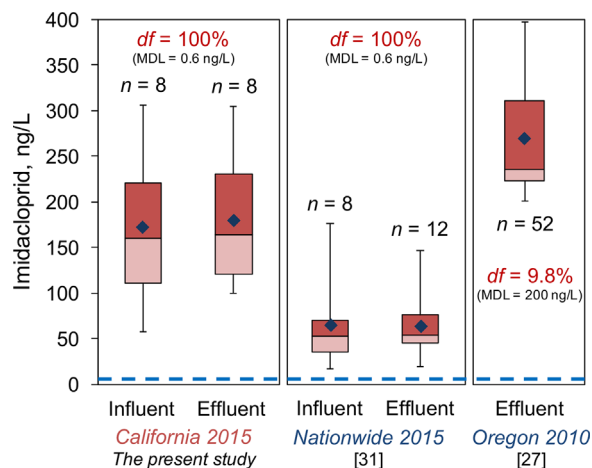 Imidacloprid, ng/L
400
350
300
250
200
150
100
50
0
df = 100%
(MDL = 0.6 ng/L)
n = 8
n = 8
df = 100%
(MDL = 0.6 ng/L)
n = 8
n = 12
n = 52
df = 9.8%
(MDL = 200 ng/L)
Influent Effluent
Influent Effluent
Effluent
California 2015
The present study
Nationwide 2015
[31]
Oregon 2010
[27]